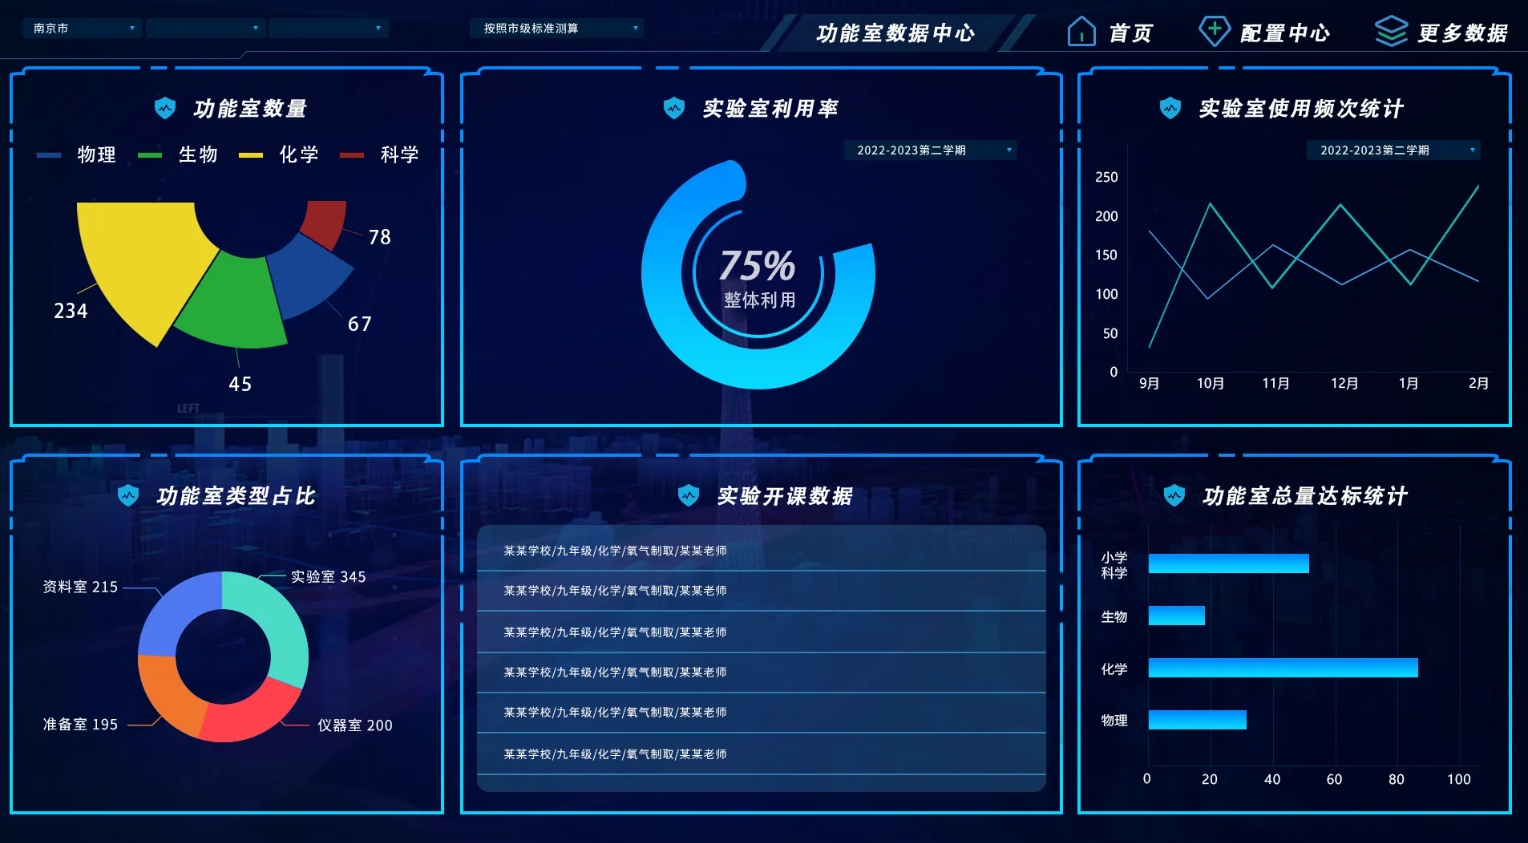 南京市
按照市级标准测算
功能室数据中心
首页
配置中心
更多数据
功能室数量
物理 生物 化学 科学
78
234
67
45
LEFT
实验室利用率
2022-2023第二学期
75%
整体利用
实验室使用频次统计
2022-2023第二学期
250
200
150
100
50
0
9月 10月 11月 12月 1月 2月
功能室类型占比
实验室 345
资料室 215
准备室 195
仪器室 200
实验开课数据
某某学校/九年级/化学/氧气制取/某某老师
某某学校/九年级/化学/氧气制取/某某老师
某某学校/九年级/化学/氧气制取/某某老师
某某学校/九年级/化学/氧气制取/某某老师
某某学校/九年级/化学/氧气制取/某某老师
某某学校/九年级/化学/氧气制取/某某老师
功能室总量达标统计
小学
科学
生物
化学
物理
0 20 40 60 80 100